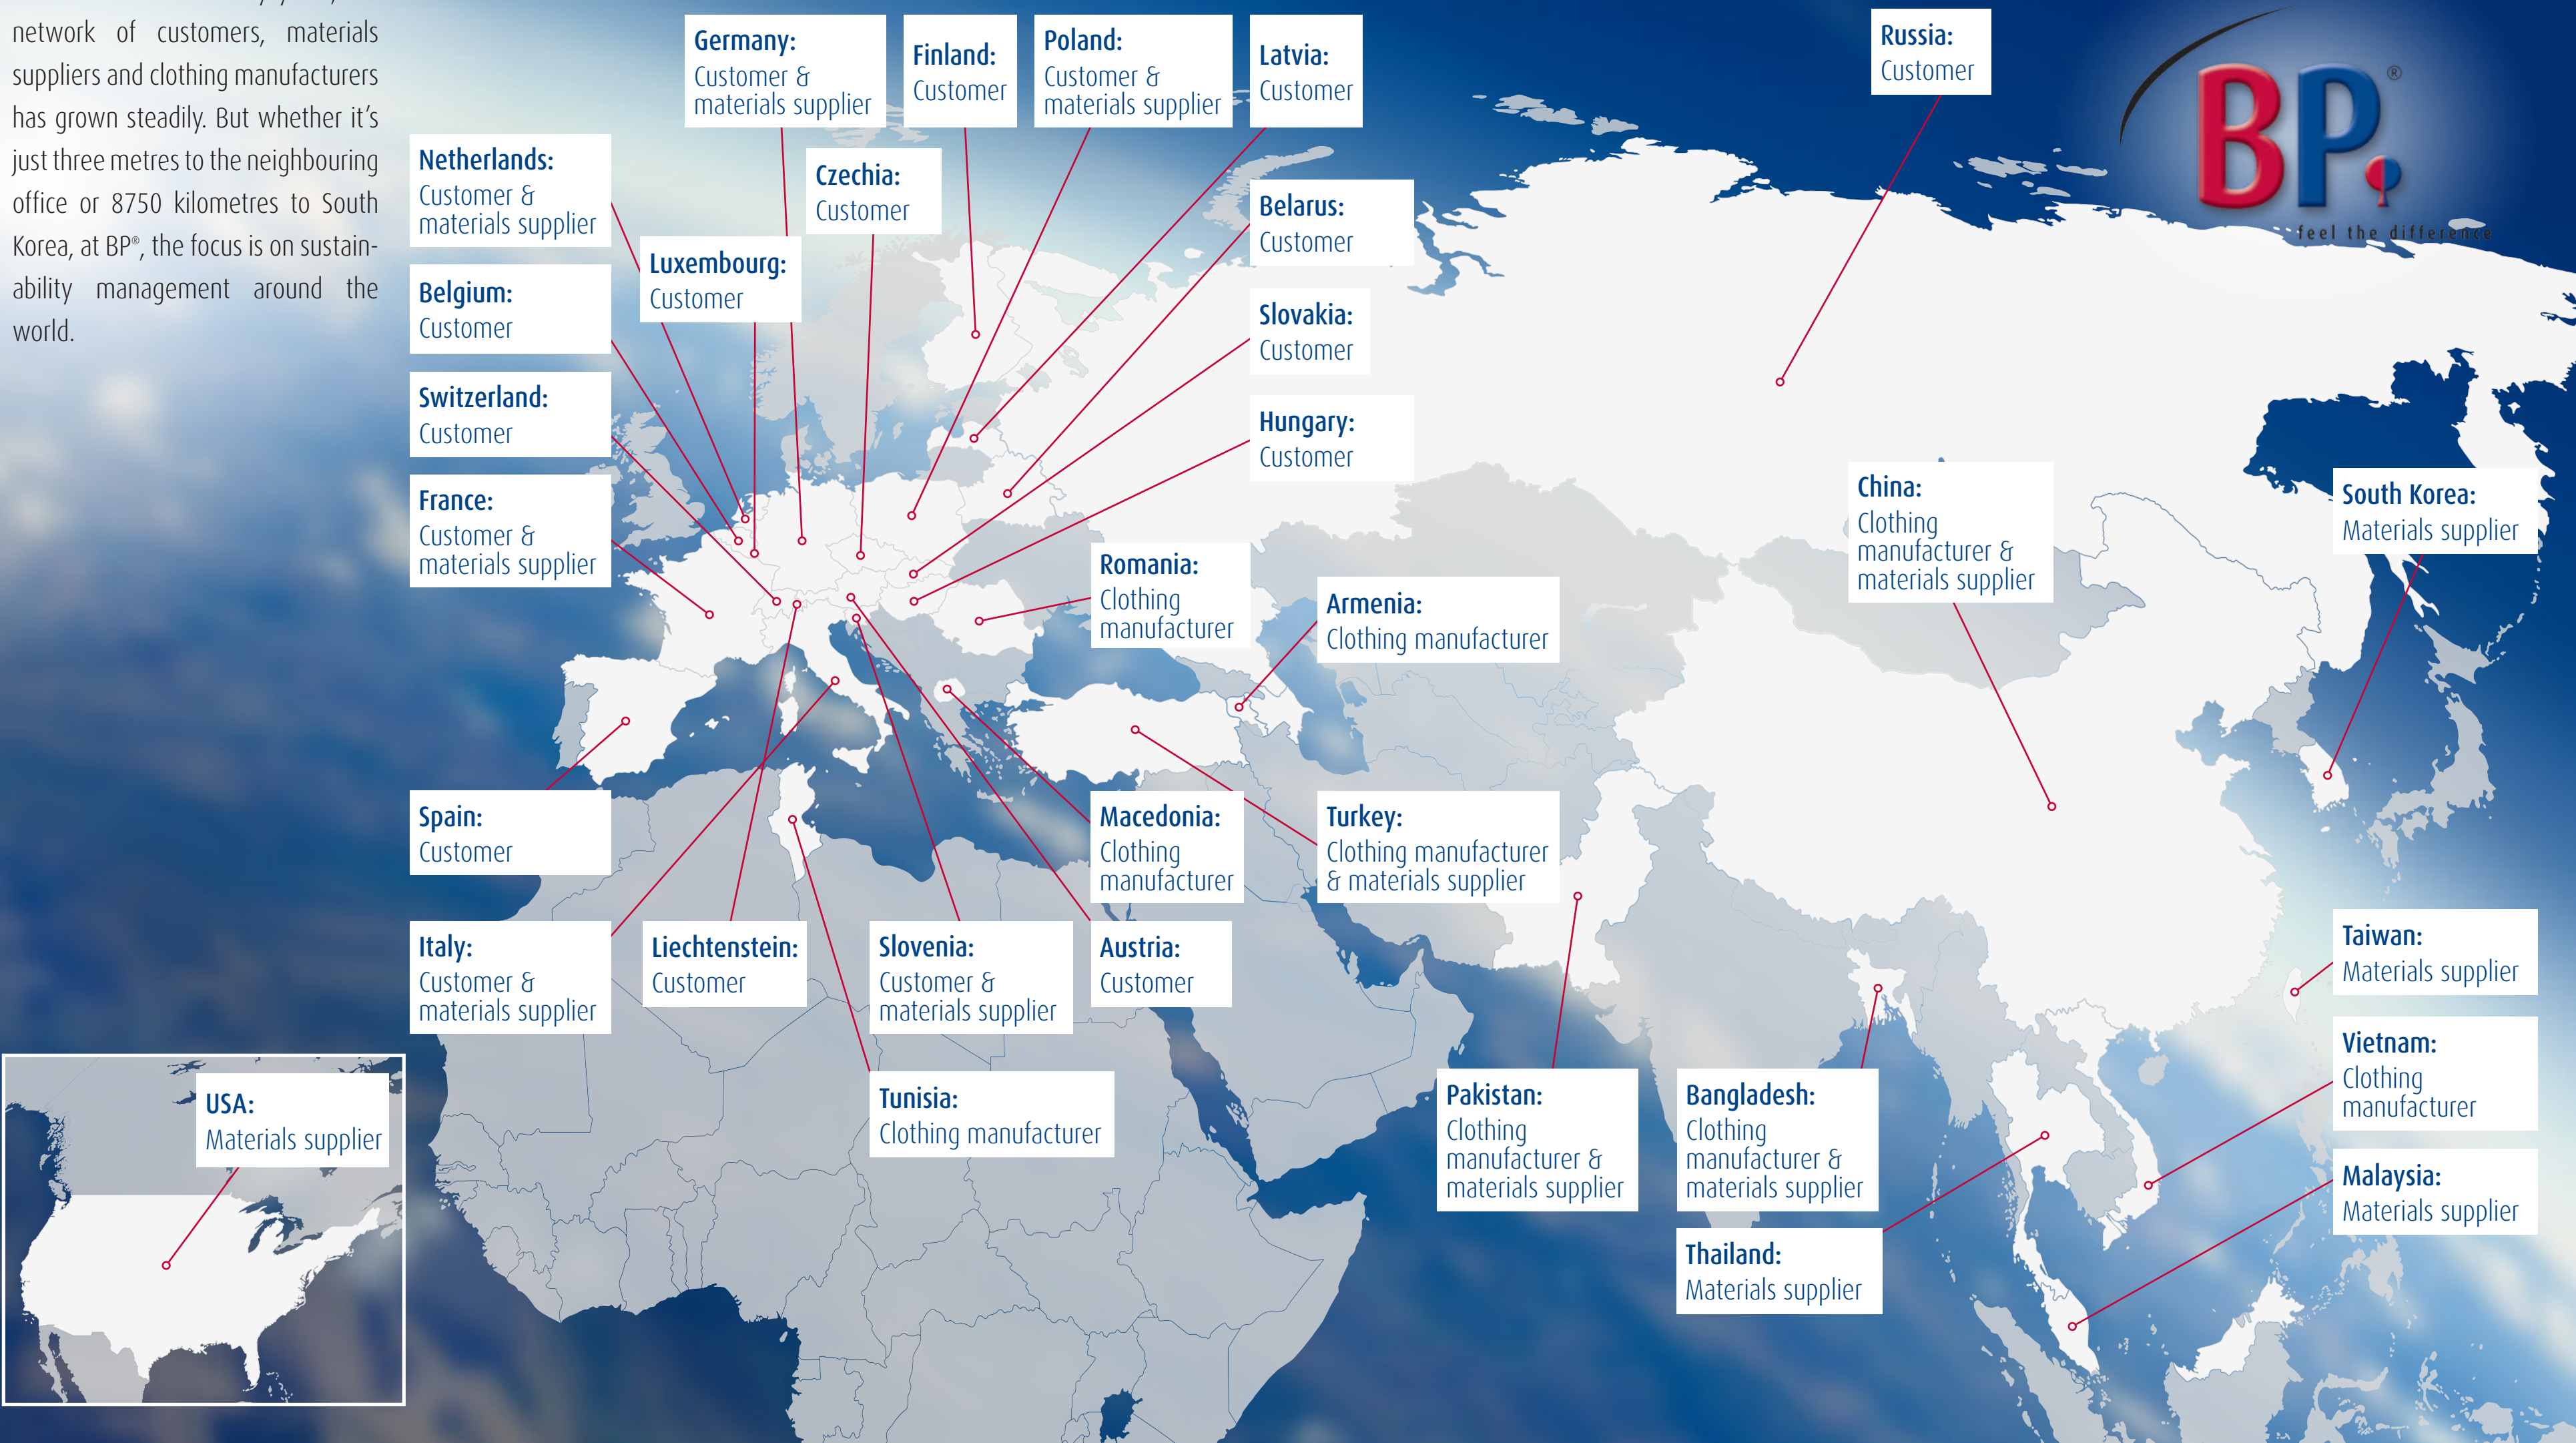 network of customers, materials
suppliers and clothing manufacturers
has grown steadily. But whether it's
just three metres to the neighbouring
office or 8750 kilometres to South
Korea, at BP®, the focus is on sustain-
ability management around the
world.
Germany:
Customer &
materials supplier
Finland:
Customer
Poland:
Customer &
materials supplier
Latvia:
Customer
Russia:
Customer
BP®
feel the difference
Netherlands:
Customer &
materials supplier
Czechia:
Customer
Belarus:
Customer
Luxembourg:
Customer
Belgium:
Customer
Slovakia:
Customer
Switzerland:
Customer
Hungary:
Customer
France:
Customer &
materials supplier
China:
Clothing
manufacturer &
materials supplier
South Korea:
Materials supplier
Romania:
Clothing
manufacturer
Armenia:
Clothing manufacturer
Spain:
Customer
Macedonia:
Clothing
manufacturer
Turkey:
Clothing manufacturer
& materials supplier
Italy:
Customer &
materials supplier
Liechtenstein:
Customer
Slovenia:
Customer &
materials supplier
Austria:
Customer
Taiwan:
Materials supplier
Vietnam:
Clothing
manufacturer
USA:
Materials supplier
Tunisia:
Clothing manufacturer
Pakistan:
Clothing
manufacturer &
materials supplier
Bangladesh:
Clothing
manufacturer &
materials supplier
Malaysia:
Materials supplier
Thailand:
Materials supplier